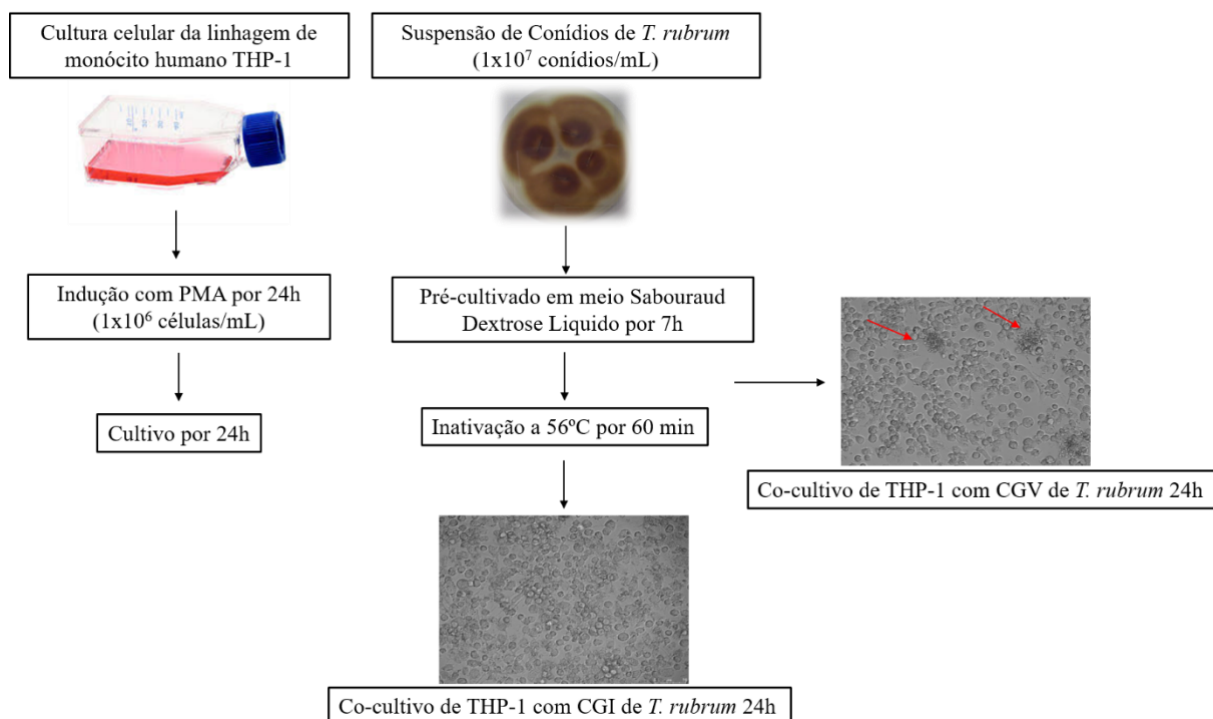 Cultura celular da linhagem de
monócito humano THP-1
Suspensão de Conídios de T. rubrum
(1x10⁷ conídios/mL)
Indução com PMA por 24h
(1x10⁶ células/mL)
Pré-cultivado em meio Sabouraud
Dextrose Liquido por 7h
Cultivo por 24h
Inativação a 56ºC por 60 min
Co-cultivo de THP-1 com CGV de T. rubrum 24h
Co-cultivo de THP-1 com CGI de T. rubrum 24h